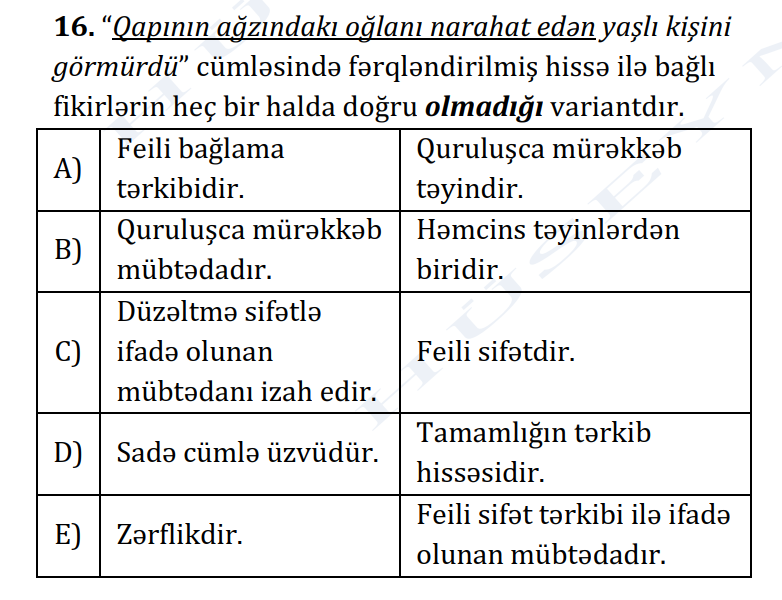 16. “Qapının ağzındakı oğlanı narahat edən yaşlı kişini
görmürdü” cümləsində fərqləndirilmiş hissə ilə bağlı
fikirlərin heç bir halda doğru olmadığı variantdır.
A)
Feili bağlama
tərkibidir.
Quruluşca mürəkkəb
təyindir.
B)
Quruluşca mürəkkəb
mübtədadır.
Həmcins təyinlərdən
biridir.
C)
Düzəltmə sifətlə
ifadə olunan
mübtədanı izah edir.
Feili sifətdir.
D)
Sadə cümlə üzvüdür.
Tamamlığın tərkib
hissəsidir.
E)
Zərflikdir.
Feili sifət tərkibi ilə ifadə
olunan mübtədadır.